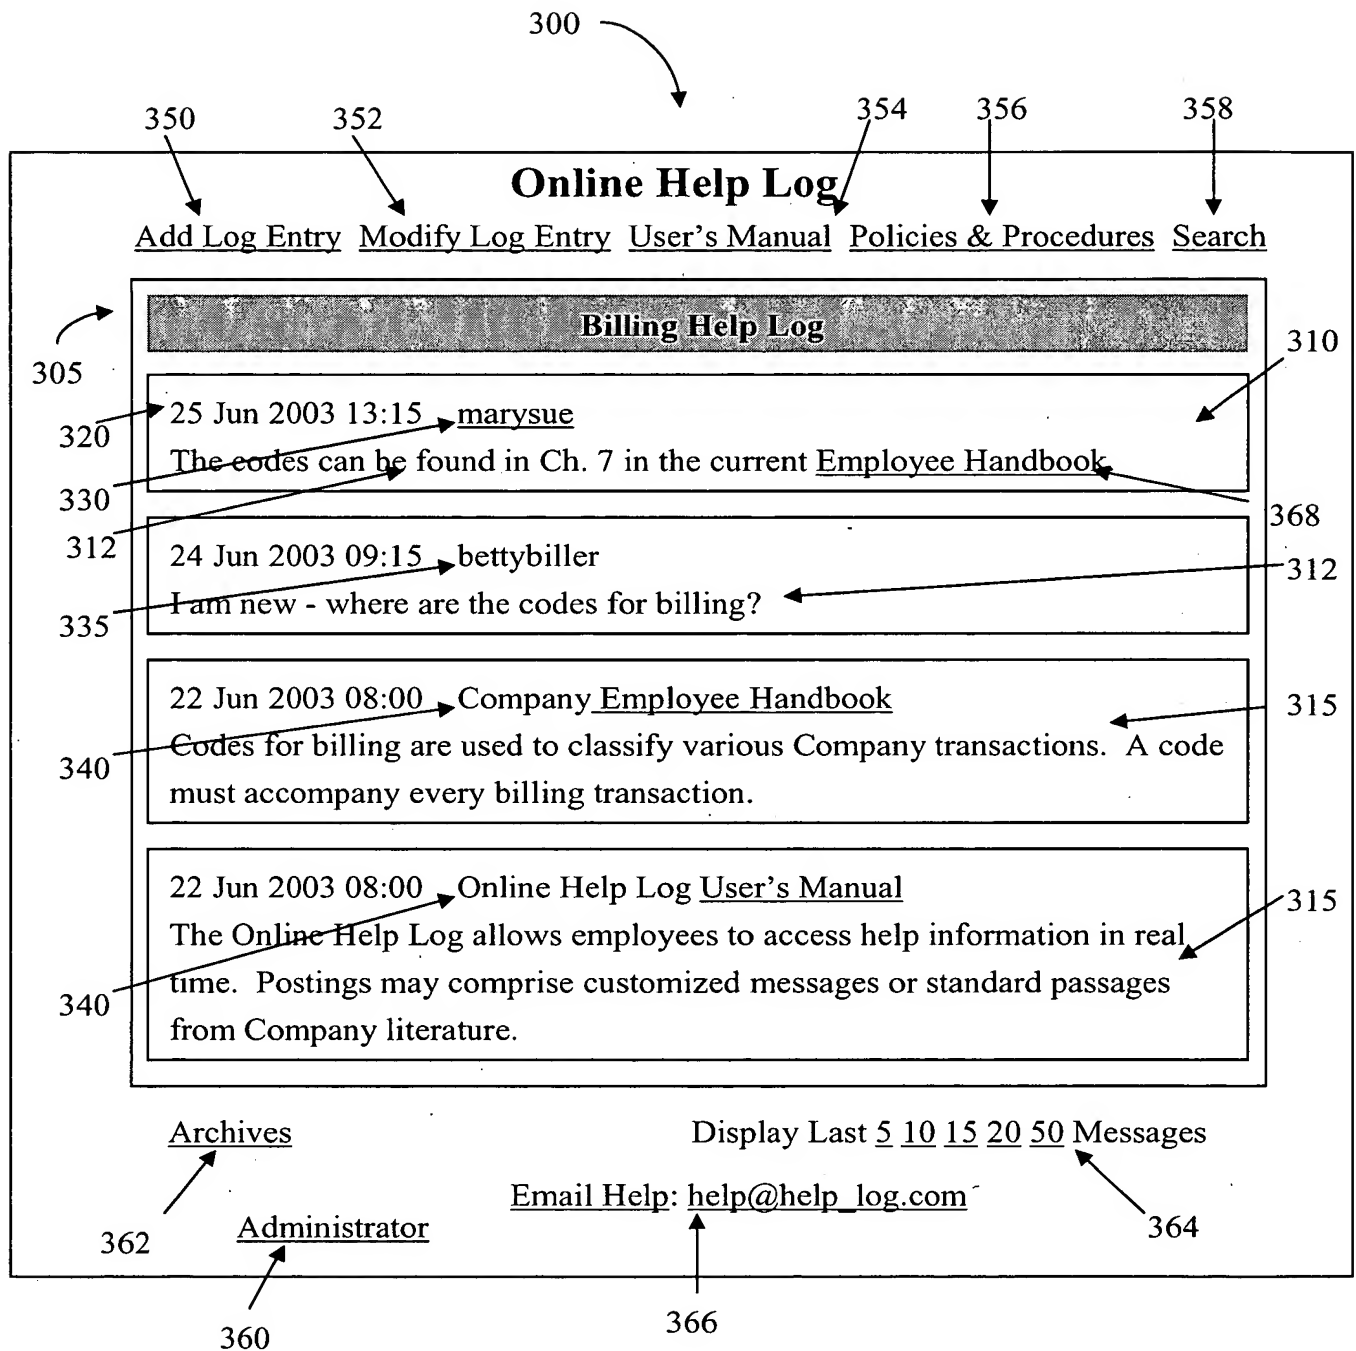 300
350 352 354 356 358
Online Help Log
Add Log Entry Modify Log Entry User's Manual Policies & Procedures Search
305
Billing Help Log
310
320
25 Jun 2003 13:15 marysue
330
The codes can be found in Ch. 7 in the current Employee Handbook
368
312
24 Jun 2003 09:15 bettybiller
312
335
I am new - where are the codes for billing?
22 Jun 2003 08:00 Company Employee Handbook
315
340
Codes for billing are used to classify various Company transactions. A code
must accompany every billing transaction.
22 Jun 2003 08:00 Online Help Log User's Manual
315
The Online Help Log allows employees to access help information in real
340
time. Postings may comprise customized messages or standard passages
from Company literature.
Archives Display Last 5 10 15 20 50 Messages
Email Help: help@help_log.com
362 Administrator 364
360 366